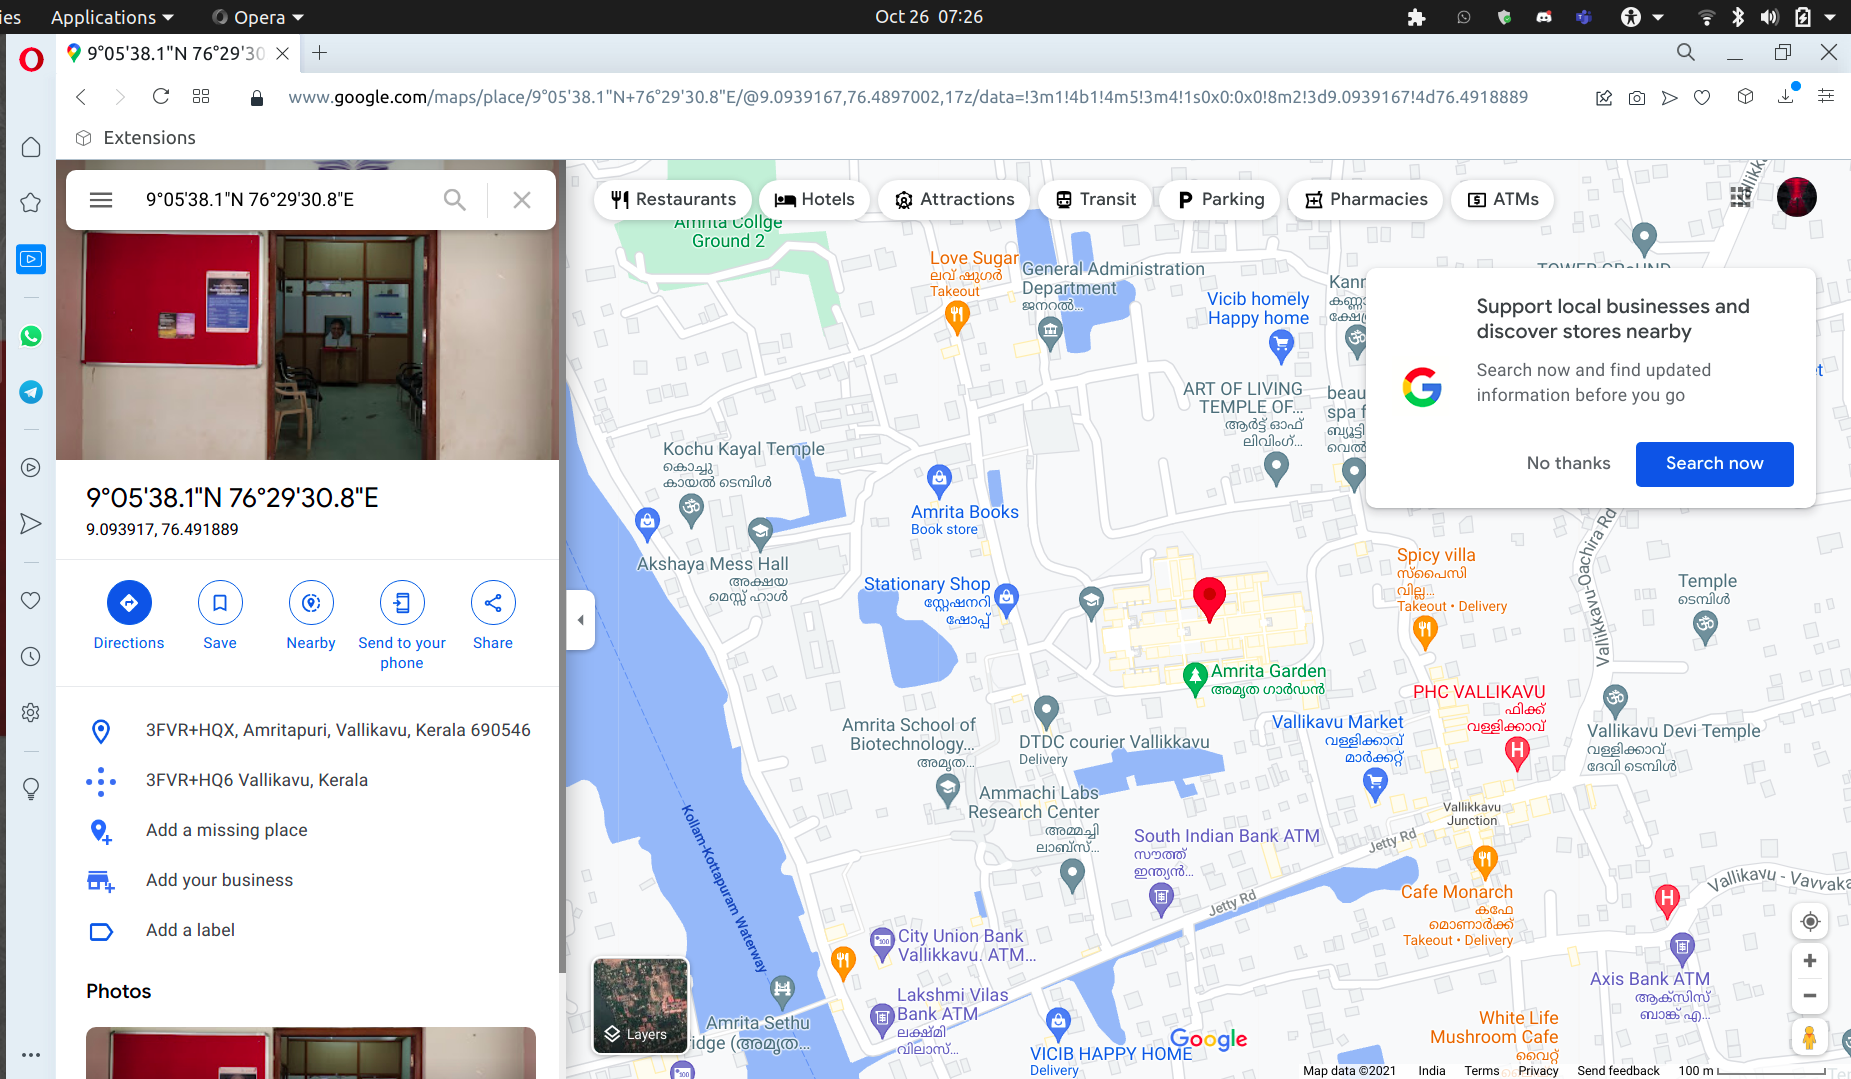 ies
Applications
Opera
Oct 26 07:26
9°05'38.1"N 76°29'30
www.google.com/maps/place/9°05'38.1"N+76°29'30.8"E/@9.0939167,76.4897002,17z/data=!3m1!4b1!4m5!3m4!1s0x0:0x0!8m2!3d9.0939167!4d76.4918889
Extensions
9°05'38.1"N 76°29'30.8"E
Restaurants
Hotels
Attractions
Transit
Parking
Pharmacies
ATMs
9°05'38.1"N 76°29'30.8"E
9.093917, 76.491889
Directions
Save
Nearby
Send to your
phone
Share
3FVR+HQX, Amritapuri, Vallikavu, Kerala 690546
3FVR+HQ6 Vallikavu, Kerala
Add a missing place
Add your business
Add a label
Photos
Amrita Collge
Ground 2
Love Sugar
ലവ് ഷുഗർ
Takeout
General Administration
Department
ജനറൽ...
Vicib homely
Happy home
Kann
കണ്ണാ
ക്ഷേ
TOWER GRoUND
Support local businesses and
discover stores nearby
Search now and find updated
information before you go
No thanks
Search now
ART OF LIVING
TEMPLE OF...
ആർട്ട് ഓഫ്
ലിവിംഗ്...
beau
spa f
ബ്യൂട്ടി
വെൽ
Kochu Kayal Temple
കൊച്ചു
കായൽ ടെമ്പിൾ
Amrita Books
Book store
Akshaya Mess Hall
അക്ഷയ
മെസ്സ് ഹാൾ
Stationary Shop
സ്റ്റേഷനറി
ഷോപ്പ്
Spicy villa
സ്പൈസി
വില്ല...
Takeout • Delivery
Vallikkavu-Oachira Rd
Temple
ടെമ്പിൾ
Amrita Garden
അമൃത ഗാർഡൻ
PHC VALLIKAVU
ഫിക്ക്
വള്ളിക്കാവ്
Amrita School of
Biotechnology...
അമൃത...
DTDC courier Vallikkavu
Delivery
Vallikavu Market
വള്ളിക്കാവ്
മാർക്കറ്റ്
Vallikavu Devi Temple
വള്ളിക്കാവ്
ദേവി ടെമ്പിൾ
Ammachi Labs
Research Center
അമ്മച്ചി
ലാബ്സ്...
Vallikkavu
Junction
Kollam-Kottapuram Waterway
South Indian Bank ATM
സൗത്ത്
ഇന്ത്യൻ...
Jetty Rd
Jetty Rd
Cafe Monarch
കഫേ
മൊണാർക്ക്
Takeout • Delivery
Vallikavu - Vavvaka
City Union Bank
Vallikkavu. ATM...
Axis Bank ATM
ആക്സിസ്
ബാങ്ക് എ...
Lakshmi Vilas
Bank ATM
ലക്ഷ്മി
വിലാസ്...
Amrita Sethu
ridge (അമൃത...
VICIB HAPPY HOME
Delivery
White Life
Mushroom Cafe
വൈറ്റ്
Layers
Google
Map data ©2021
India
Terms
Privacy
Send feedback
100 m